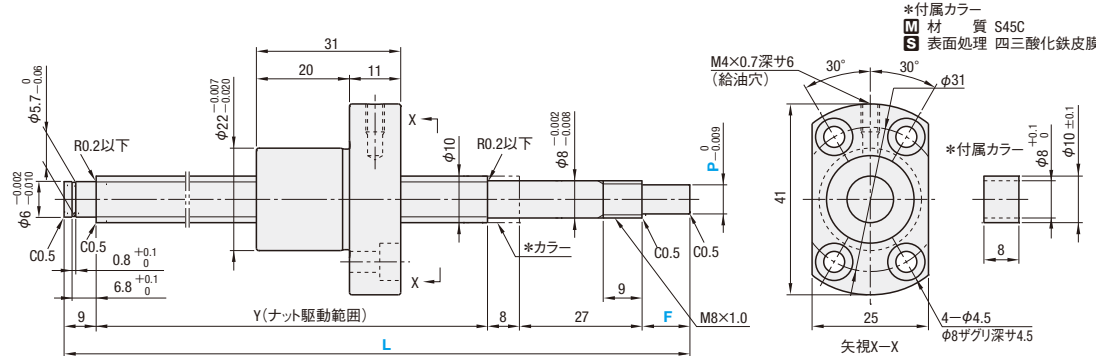 *付属カラー
M 材 質 S45C
S 表面処理 四三酸化鉄皮膜
31
20
11
φ5.7 0 -0.06
R0.2以下
φ22 -0.007 -0.020
X
φ10
R0.2以下
φ8 -0.002 -0.008
P 0 -0.009
φ6 -0.002 -0.010
C0.5
C0.5
0.8 +0.1 0
6.8 +0.1 0
X
*カラー
C0.5
C0.5
9
M8×1.0
9
Y(ナット駆動範囲)
8
27
F
L
M4×0.7深サ6
(給油穴)
30°
30°
φ31
41
25
4-φ4.5
φ8ザグリ深サ4.5
矢視X-X
*付属カラー
φ8 +0.1 0
φ10 ±0.1
8